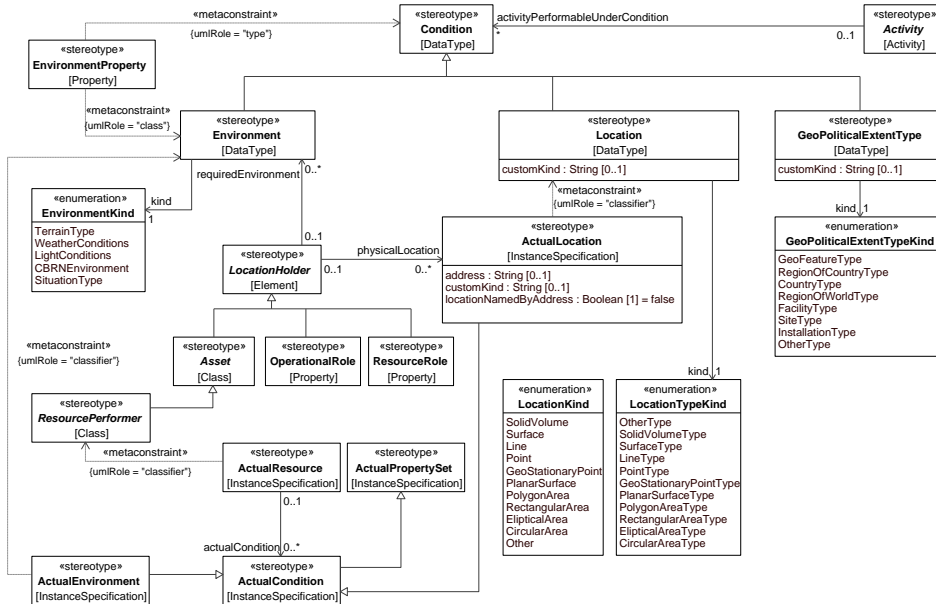 «metaconstraint»
{umlRole = "type"}
«stereotype»
EnvironmentProperty
[Property]
«stereotype»
Condition
[DataType]
activityPerformableUnderCondition
*
0..1
«stereotype»
Activity
[Activity]
«metaconstraint»
{umlRole = "class"}
«stereotype»
Environment
[DataType]
«stereotype»
Location
[DataType]
customKind : String [0..1]
«stereotype»
GeoPoliticalExtentType
[DataType]
customKind : String [0..1]
requiredEnvironment
0..*
0..1
kind
1
«enumeration»
EnvironmentKind
TerrainType
WeatherConditions
LightConditions
CBRNEnvironment
SituationType
«metaconstraint»
{umlRole = "classifier"}
«stereotype»
LocationHolder
[Element]
0..1
physicalLocation
0..*
«stereotype»
ActualLocation
[InstanceSpecification]
address : String [0..1]
customKind : String [0..1]
locationNamedByAddress : Boolean [1] = false
kind
1
«enumeration»
GeoPoliticalExtentTypeKind
GeoFeatureType
RegionOfCountryType
CountryType
RegionOfWorldType
FacilityType
SiteType
InstallationType
OtherType
«metaconstraint»
{umlRole = "classifier"}
«stereotype»
Asset
[Class]
«stereotype»
OperationalRole
[Property]
«stereotype»
ResourceRole
[Property]
kind
1
«stereotype»
ResourcePerformer
[Class]
«enumeration»
LocationKind
SolidVolume
Surface
Line
Point
GeoStationaryPoint
PlanarSurface
PolygonArea
RectangularArea
ElipticalArea
CircularArea
Other
«enumeration»
LocationTypeKind
OtherType
SolidVolumeType
SurfaceType
LineType
PointType
GeoStationaryPointType
PlanarSurfaceType
PolygonAreaType
RectangularAreaType
ElipticalAreaType
CircularAreaType
«metaconstraint»
{umlRole = "classifier"}
«stereotype»
ActualResource
[InstanceSpecification]
«stereotype»
ActualPropertySet
[InstanceSpecification]
0..1
actualCondition
0..*
«stereotype»
ActualEnvironment
[InstanceSpecification]
«stereotype»
ActualCondition
[InstanceSpecification]